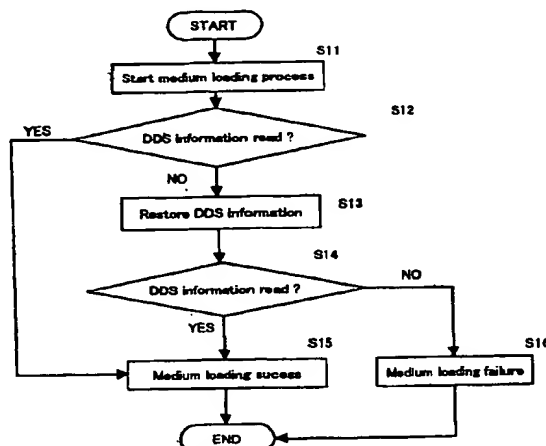 START
S11
Start medium loading process
S12
YES
DDS information read ?
NO
S13
Restore DDS information
S14
DDS information read ?
NO
YES
S15
S16
Medium loading sucess
Medium loading failure
END